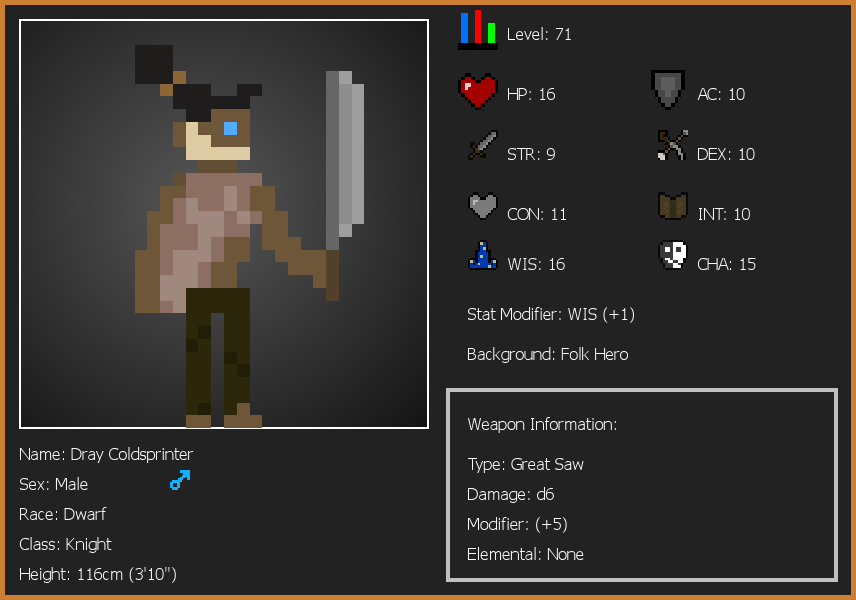 Level: 71
HP: 16
AC: 10
STR: 9
DEX: 10
CON: 11
INT: 10
WIS: 16
CHA: 15
Stat Modifier: WIS (+1)
Background: Folk Hero
Weapon Information:
Type: Great Saw
Damage: d6
Modifier: (+5)
Elemental: None
Name: Dray Coldsprinter
Sex: Male
Race: Dwarf
Class: Knight
Height: 116cm (3'10")